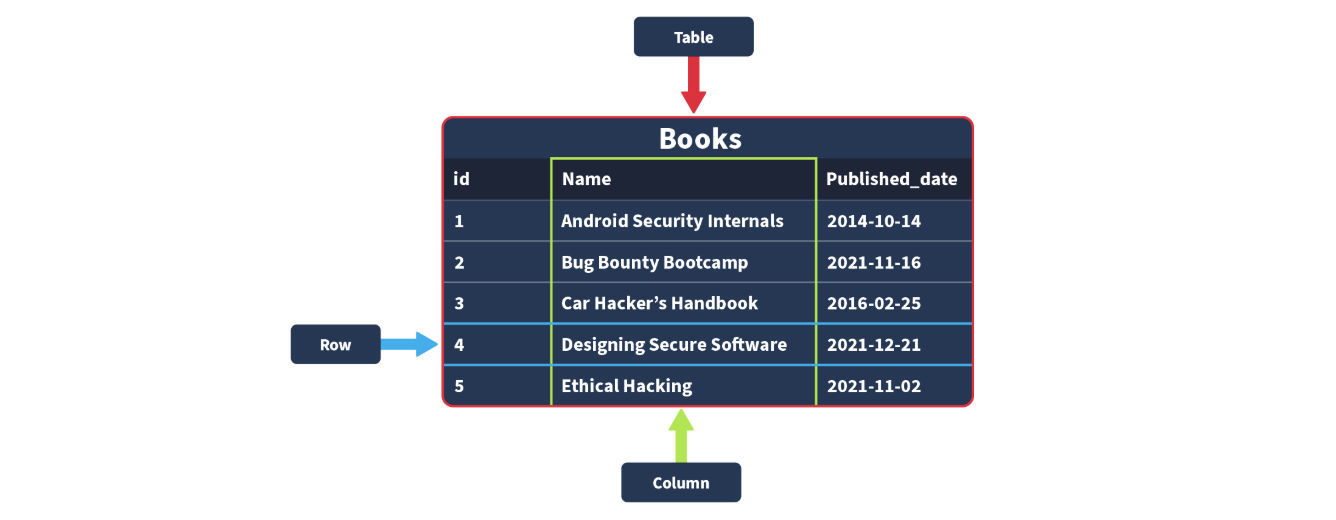 Table
Books
id Name Published_date
1 Android Security Internals 2014-10-14
2 Bug Bounty Bootcamp 2021-11-16
3 Car Hacker’s Handbook 2016-02-25
Row
4 Designing Secure Software 2021-12-21
5 Ethical Hacking 2021-11-02
Column